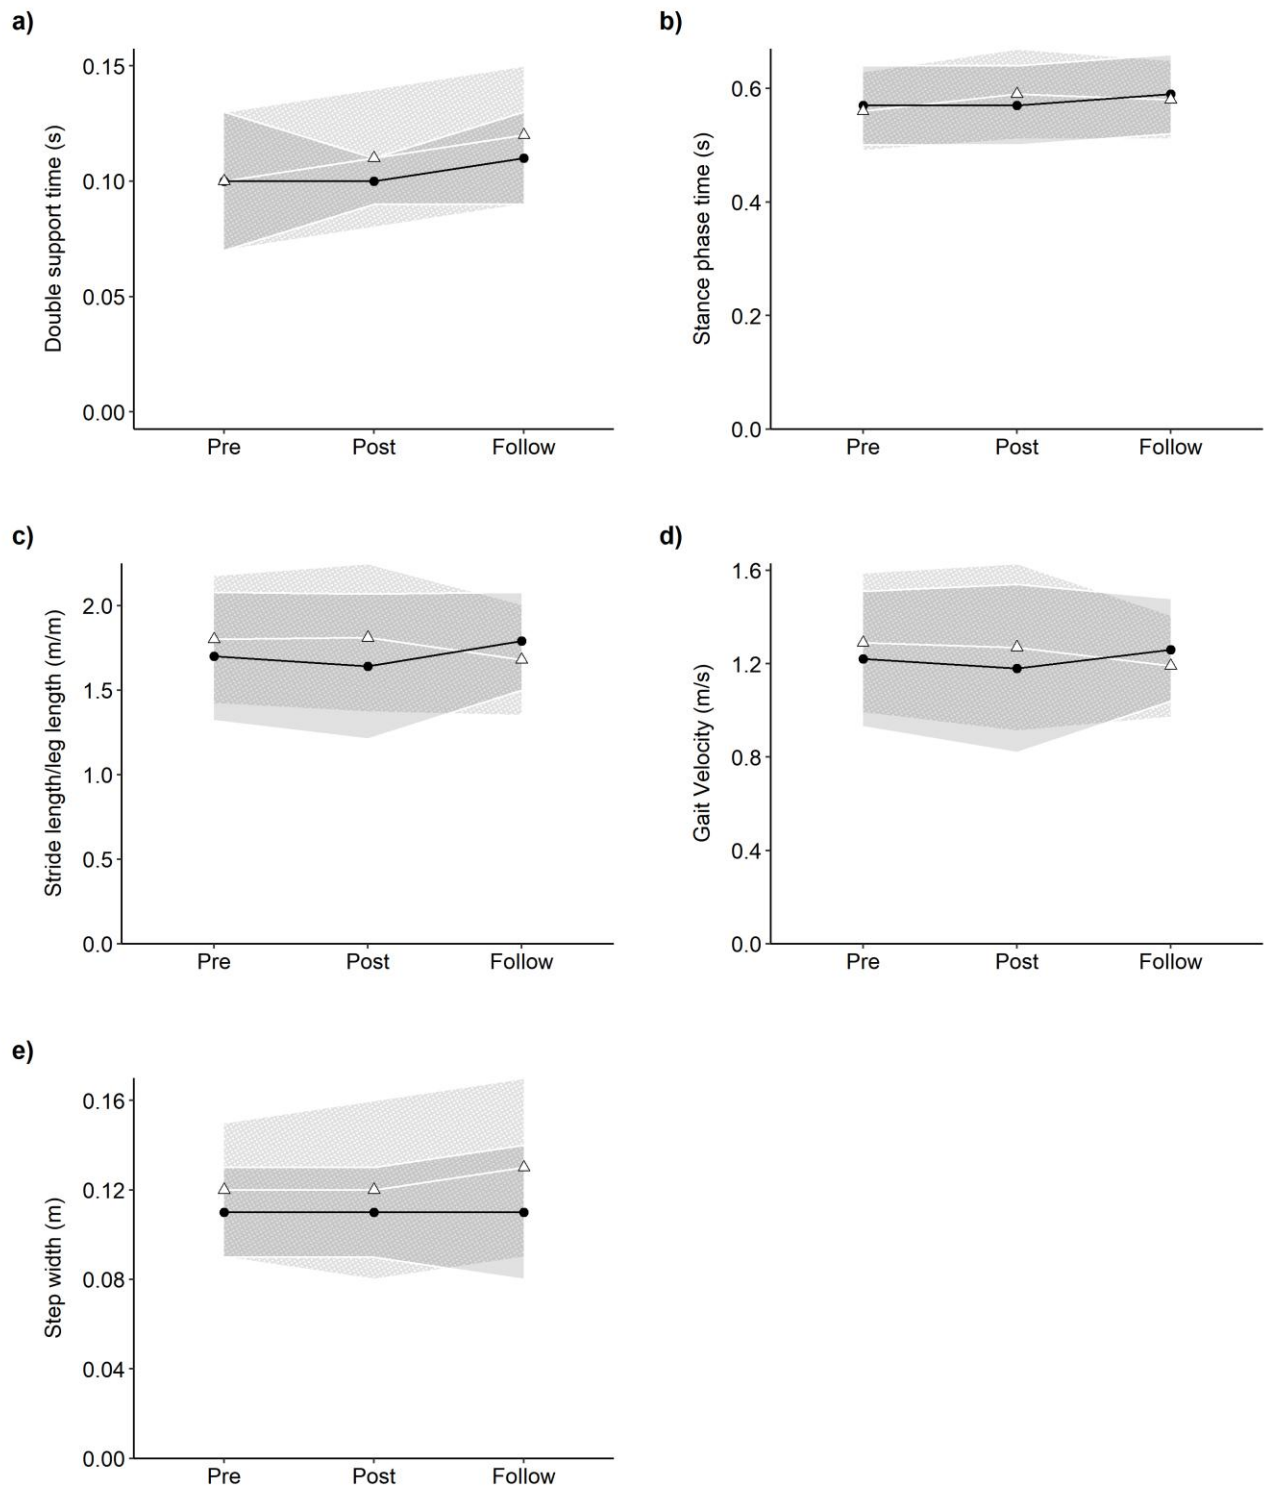 a)
Double support time (s)
0.15
0.10
0.05
0.00
Pre Post Follow
b)
Stance phase time (s)
0.6
0.4
0.2
0.0
Pre Post Follow
c)
Stride length/leg length (m/m)
2.0
1.5
1.0
0.5
0.0
Pre Post Follow
d)
Gait Velocity (m/s)
1.6
1.2
0.8
0.4
0.0
Pre Post Follow
e)
Step width (m)
0.16
0.12
0.08
0.04
0.00
Pre Post Follow